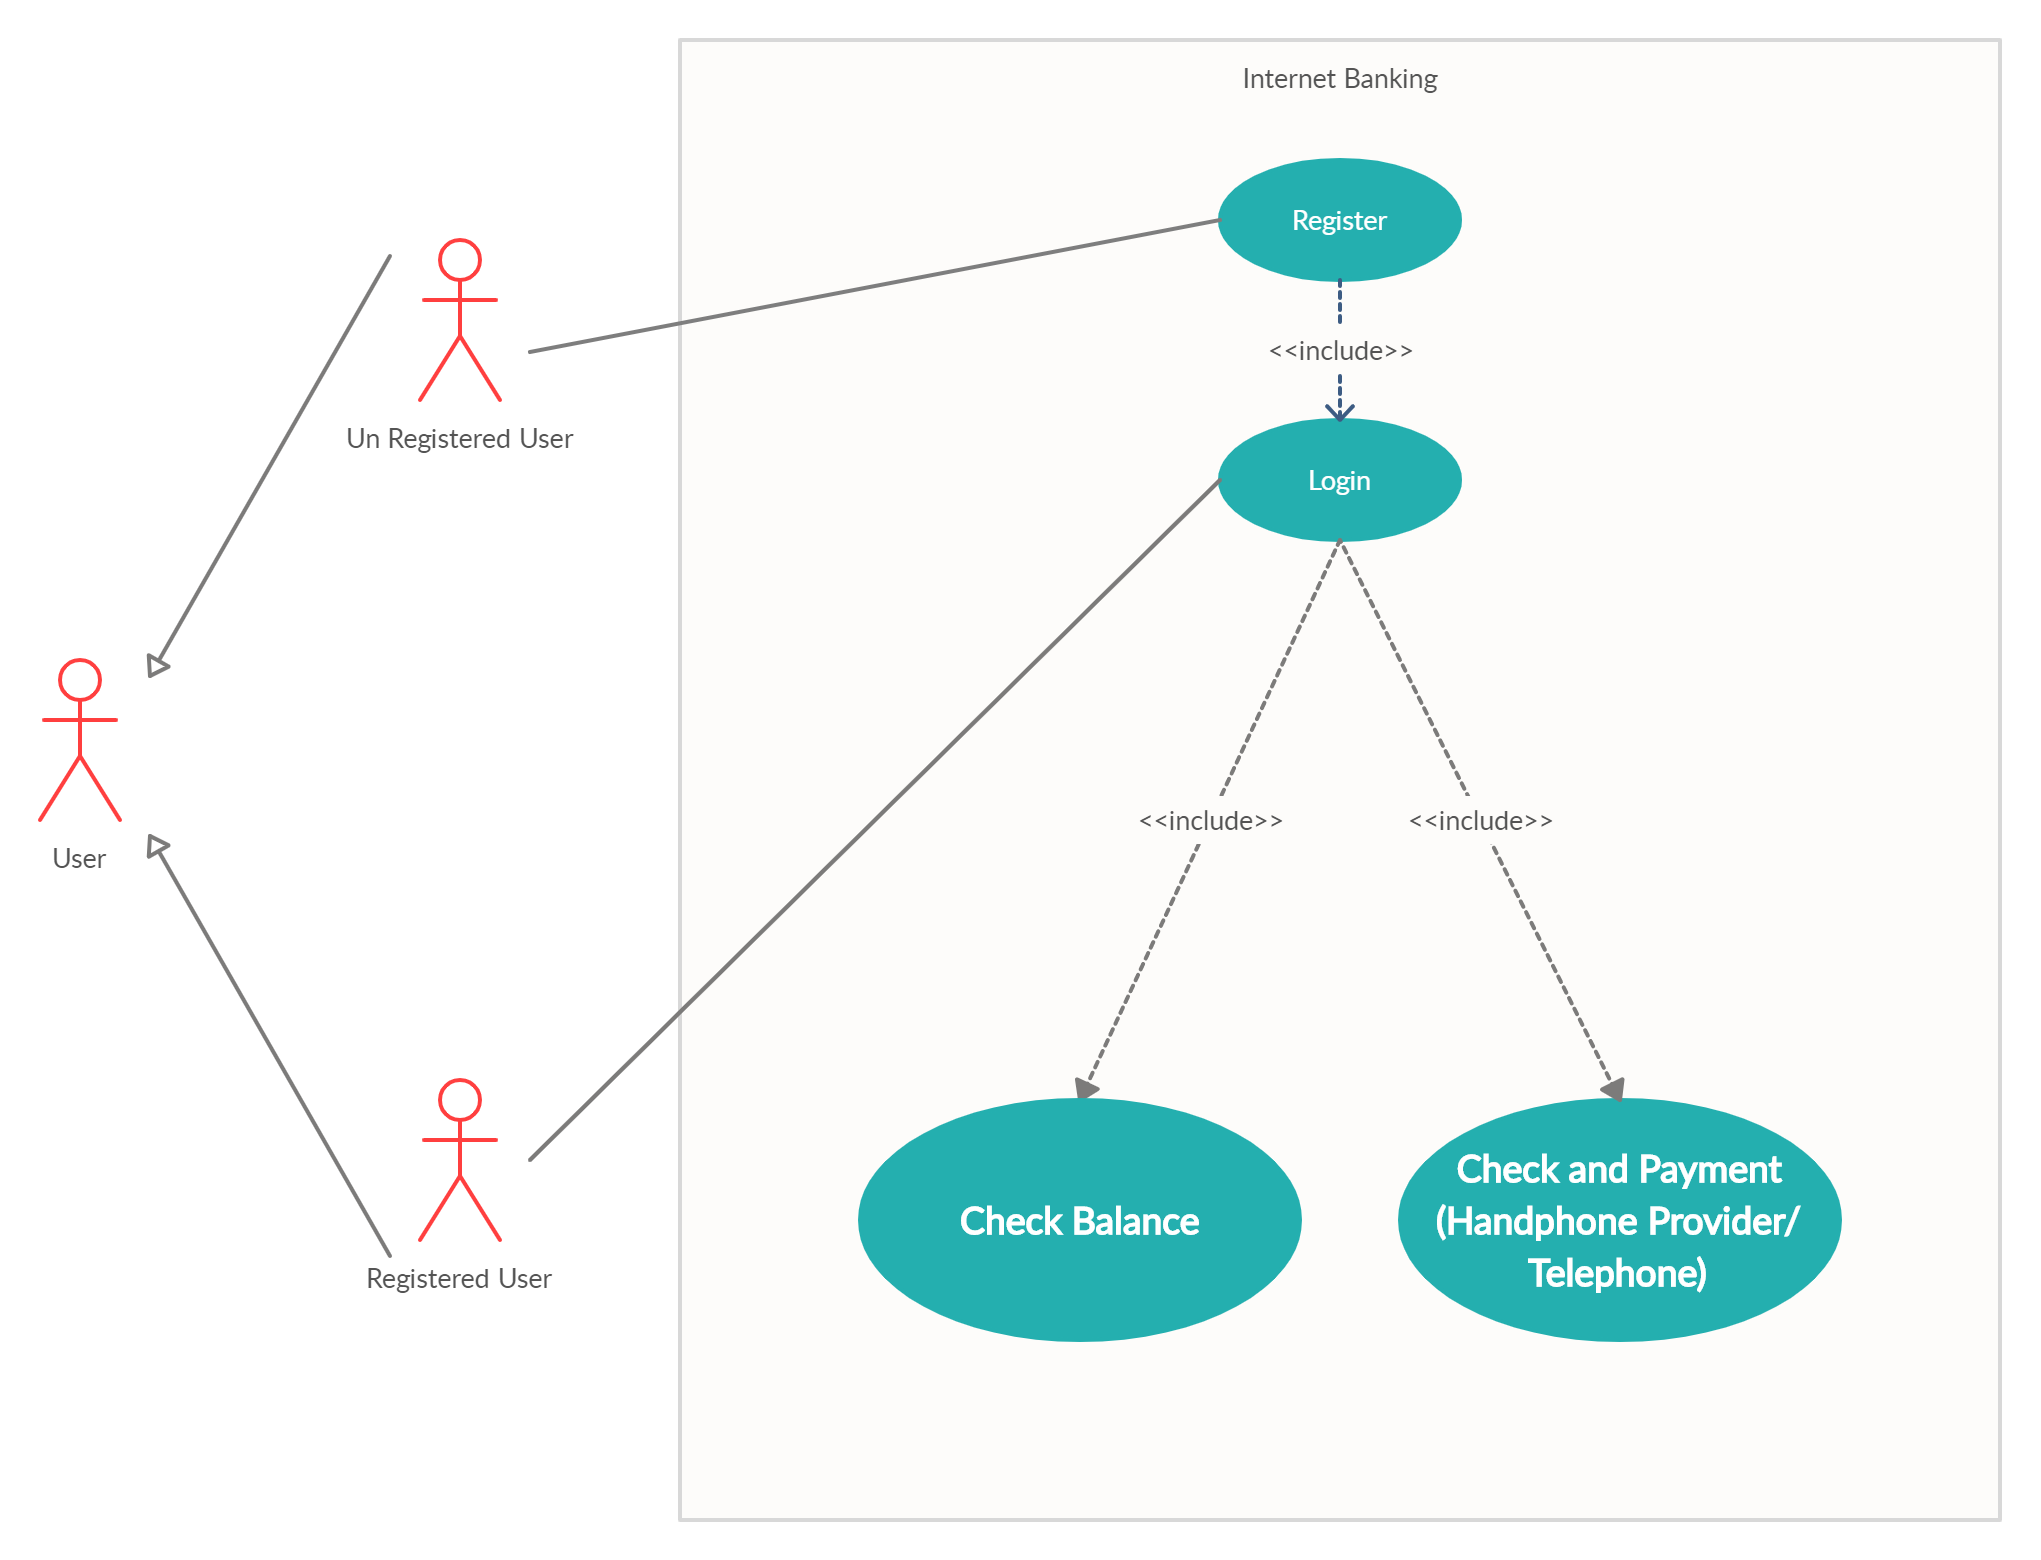 Internet Banking
Register
<<include>>
Un Registered User
Login
<<include>>
<<include>>
User
Check Balance
Check and Payment
(Handphone Provider/
Telephone)
Registered User